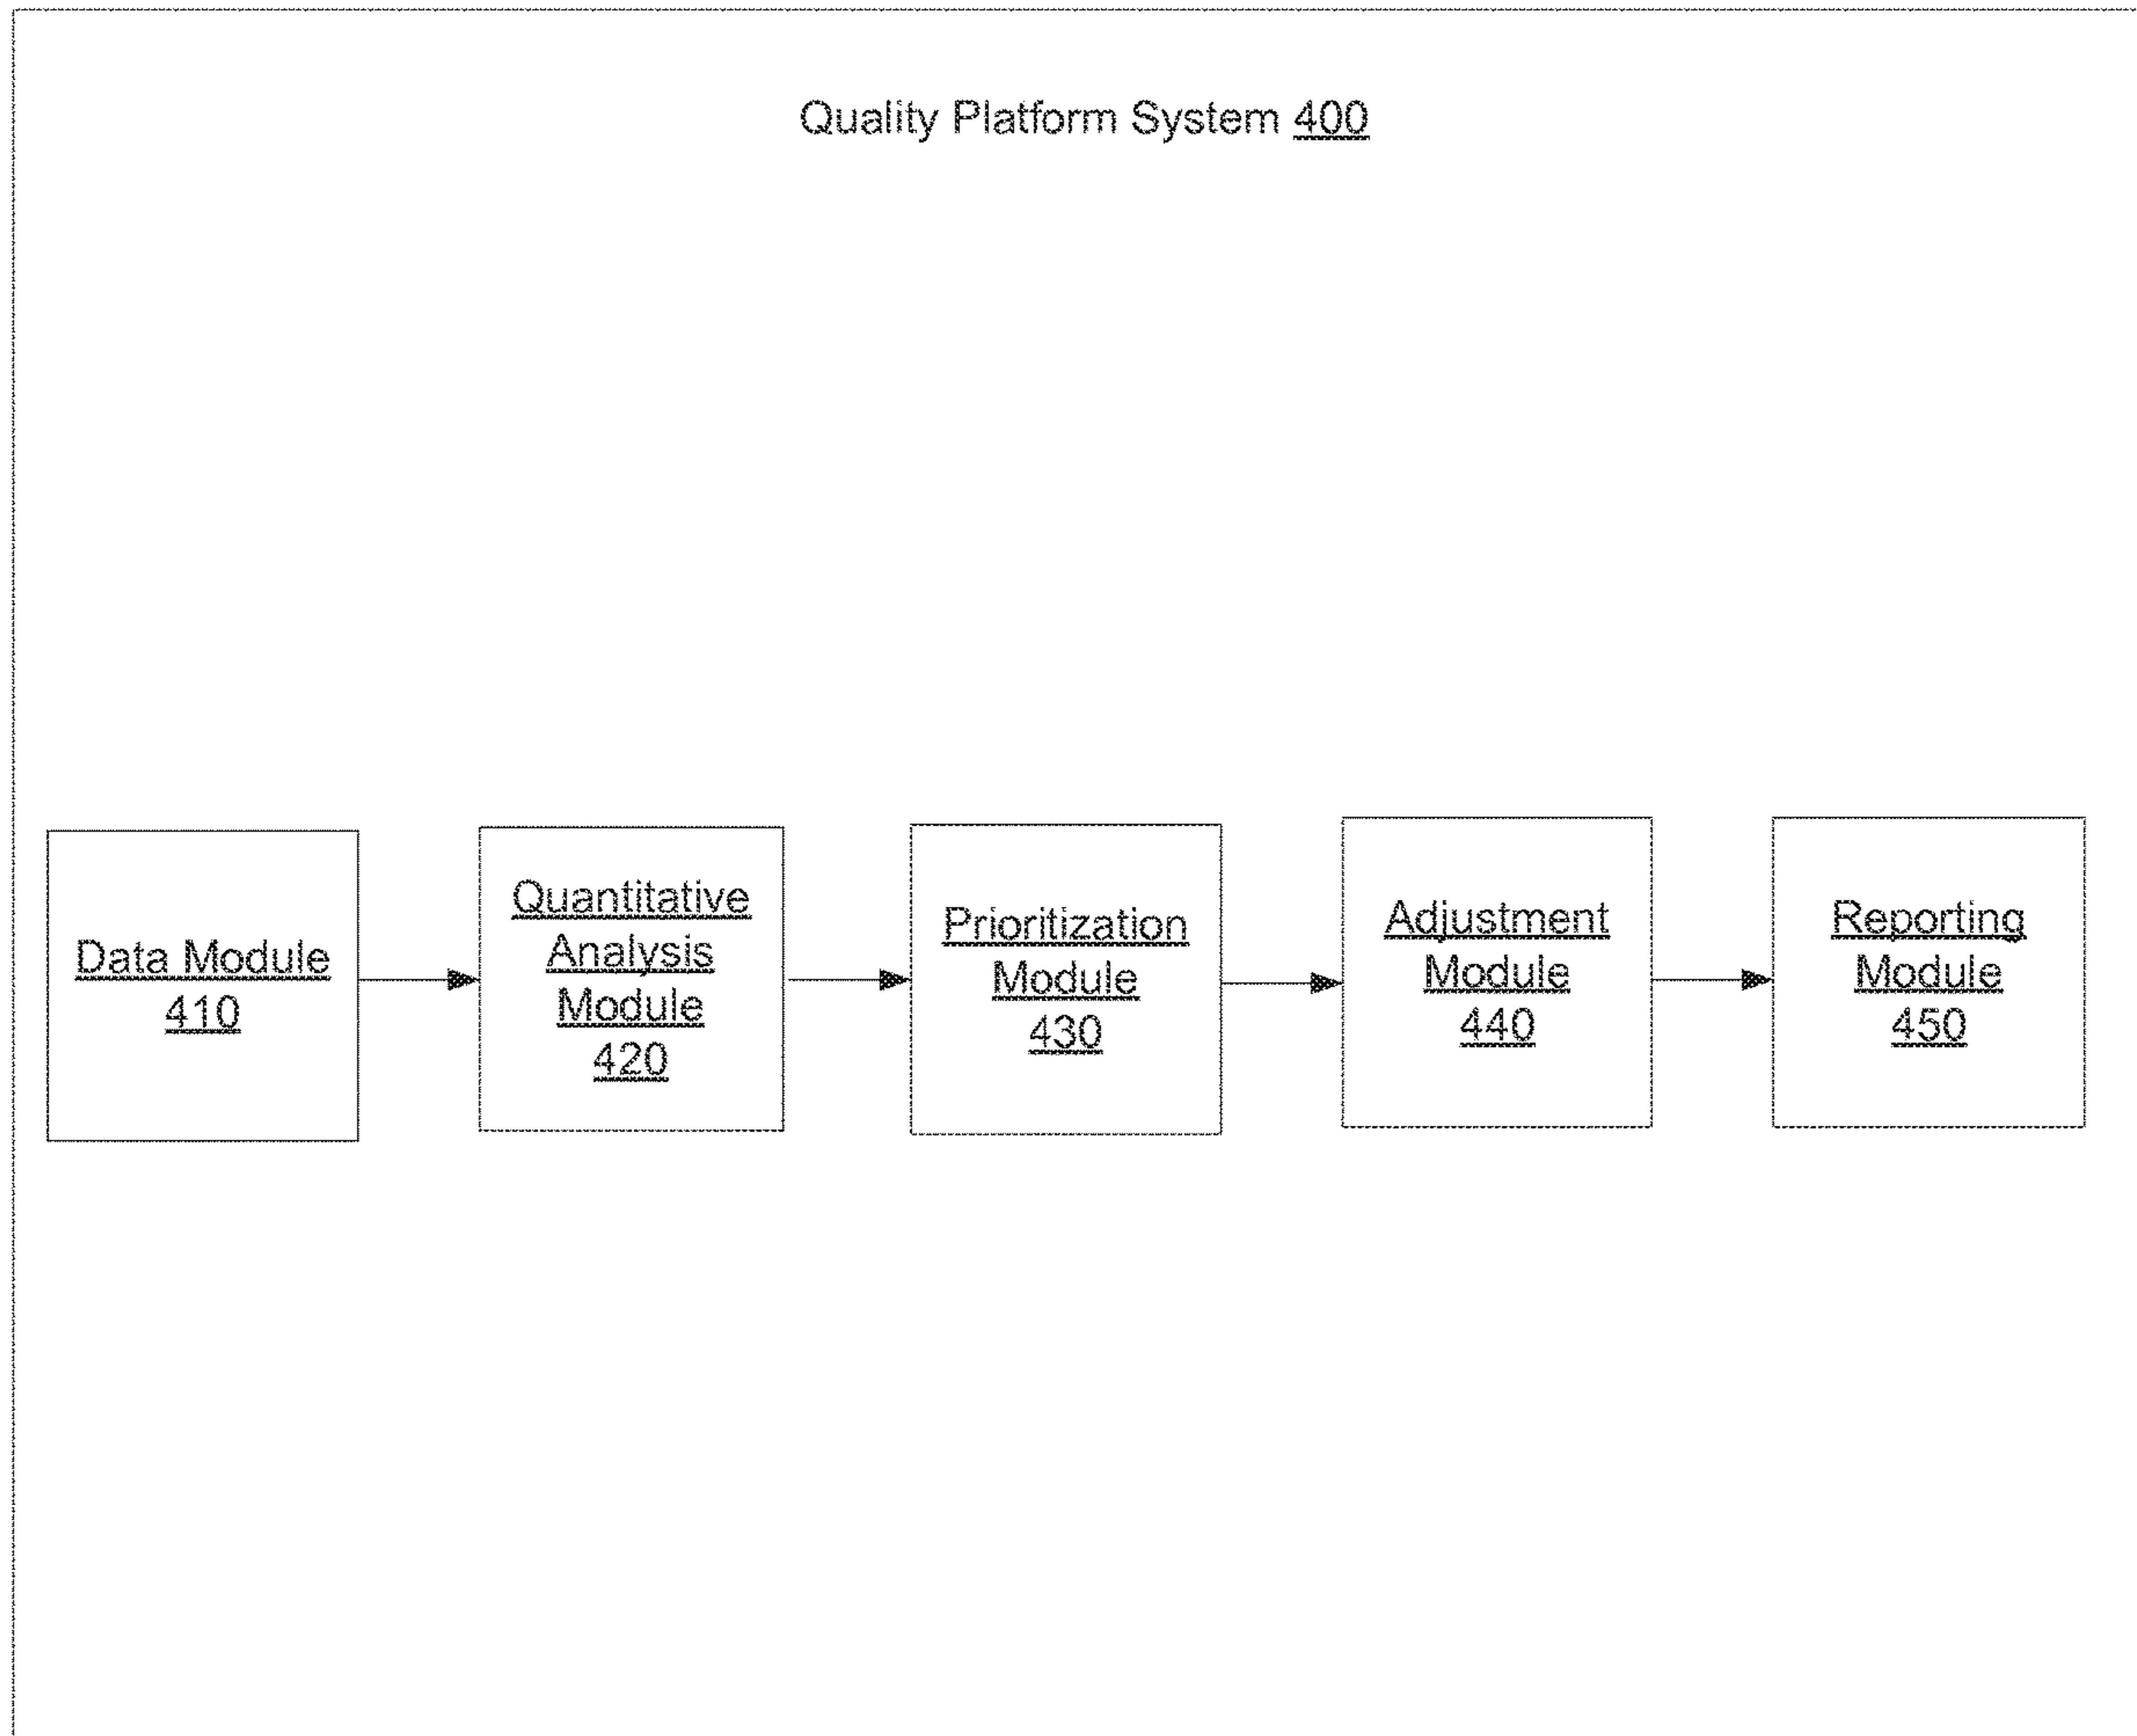 Quality Platform System 400
Data Module
410
Quantitative
Analysis
Module
420
Prioritization
Module
430
Adjustment
Module
440
Reporting
Module
450